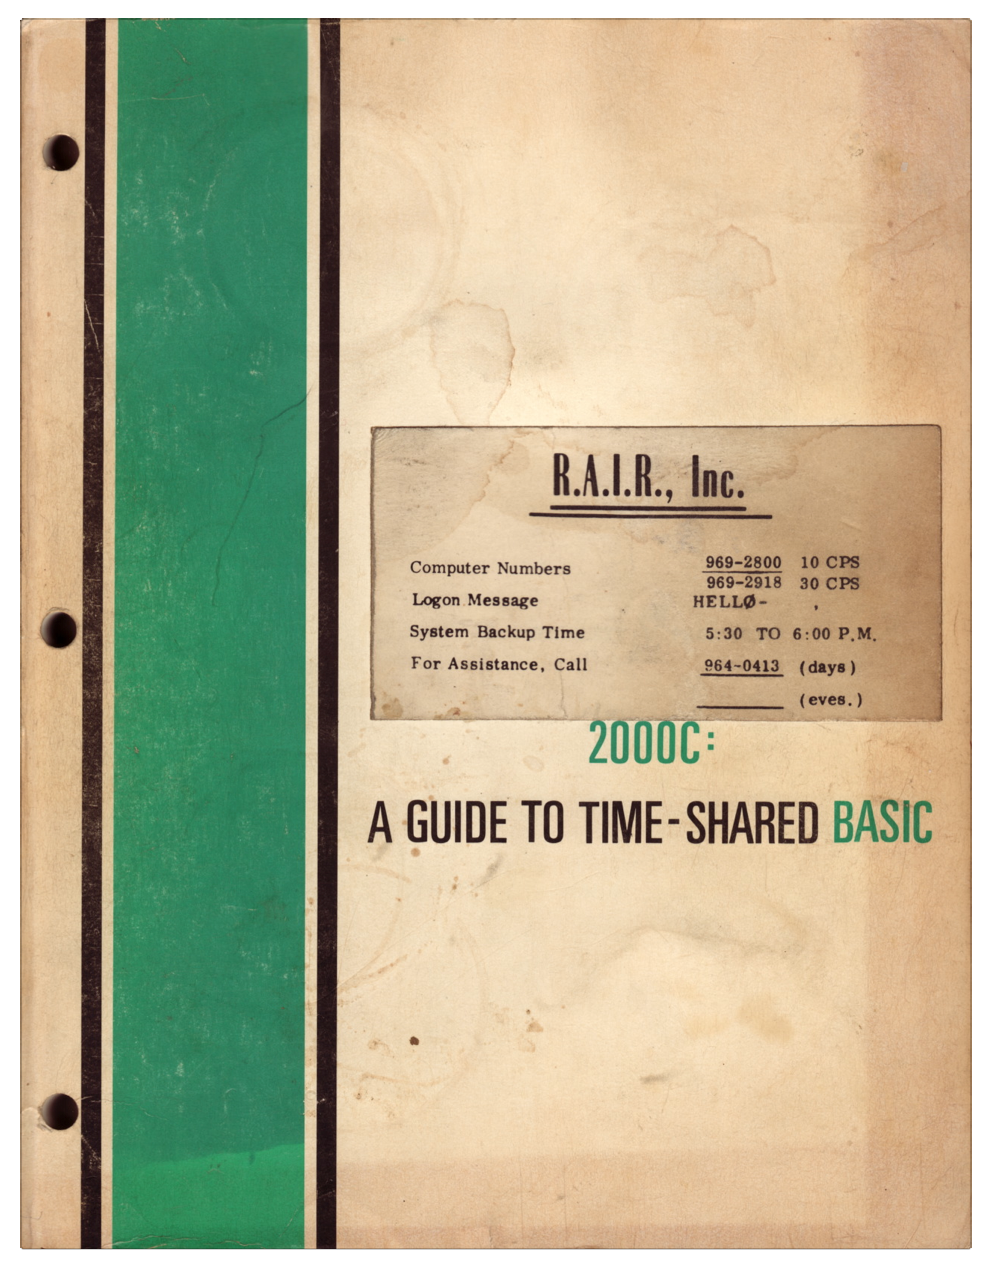 R.A.I.R., Inc.
Computer Numbers 969-2800 10 CPS
969-2918 30 CPS
Logon Message HELLØ- ,
System Backup Time 5:30 TO 6:00 P.M.
For Assistance, Call 964-0413 (days)
(eves.)
2000C:
A GUIDE TO TIME-SHARED BASIC